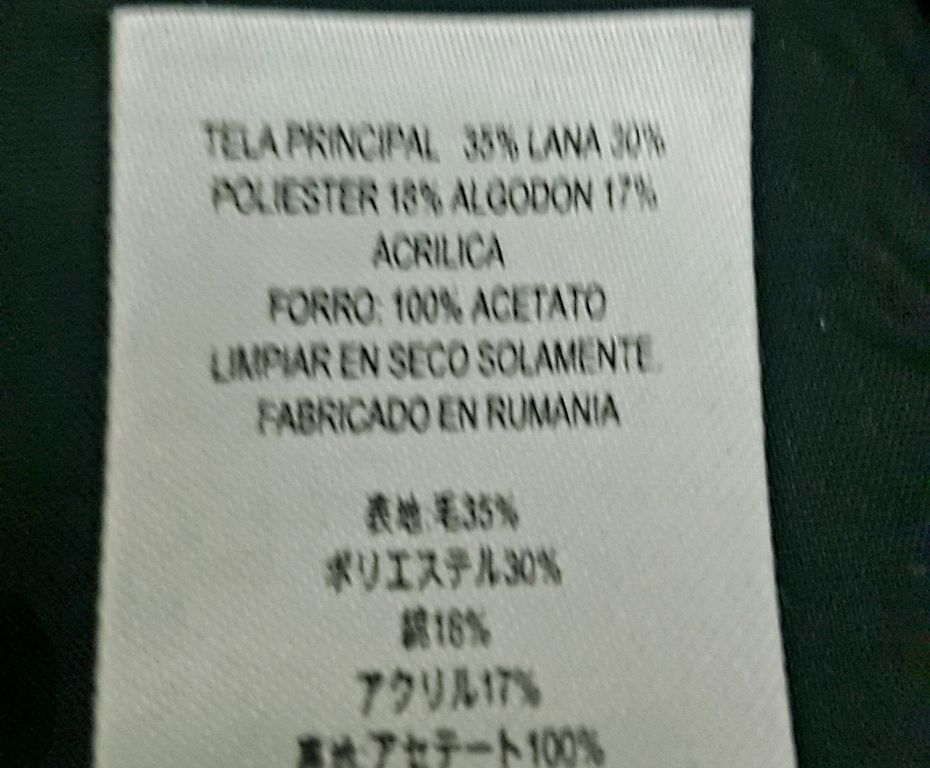 TELA PRINCIPAL 35% LANA 30%
POLIESTER 18% ALGODON 17%
ACRILICA
FORRO: 100% ACETATO
LIMPIAR EN SECO SOLAMENTE.
FABRICADO EN RUMANIA
表地:毛35%
ポリエステル30%
綿18%
アクリル17%
裏地:アセテート100%